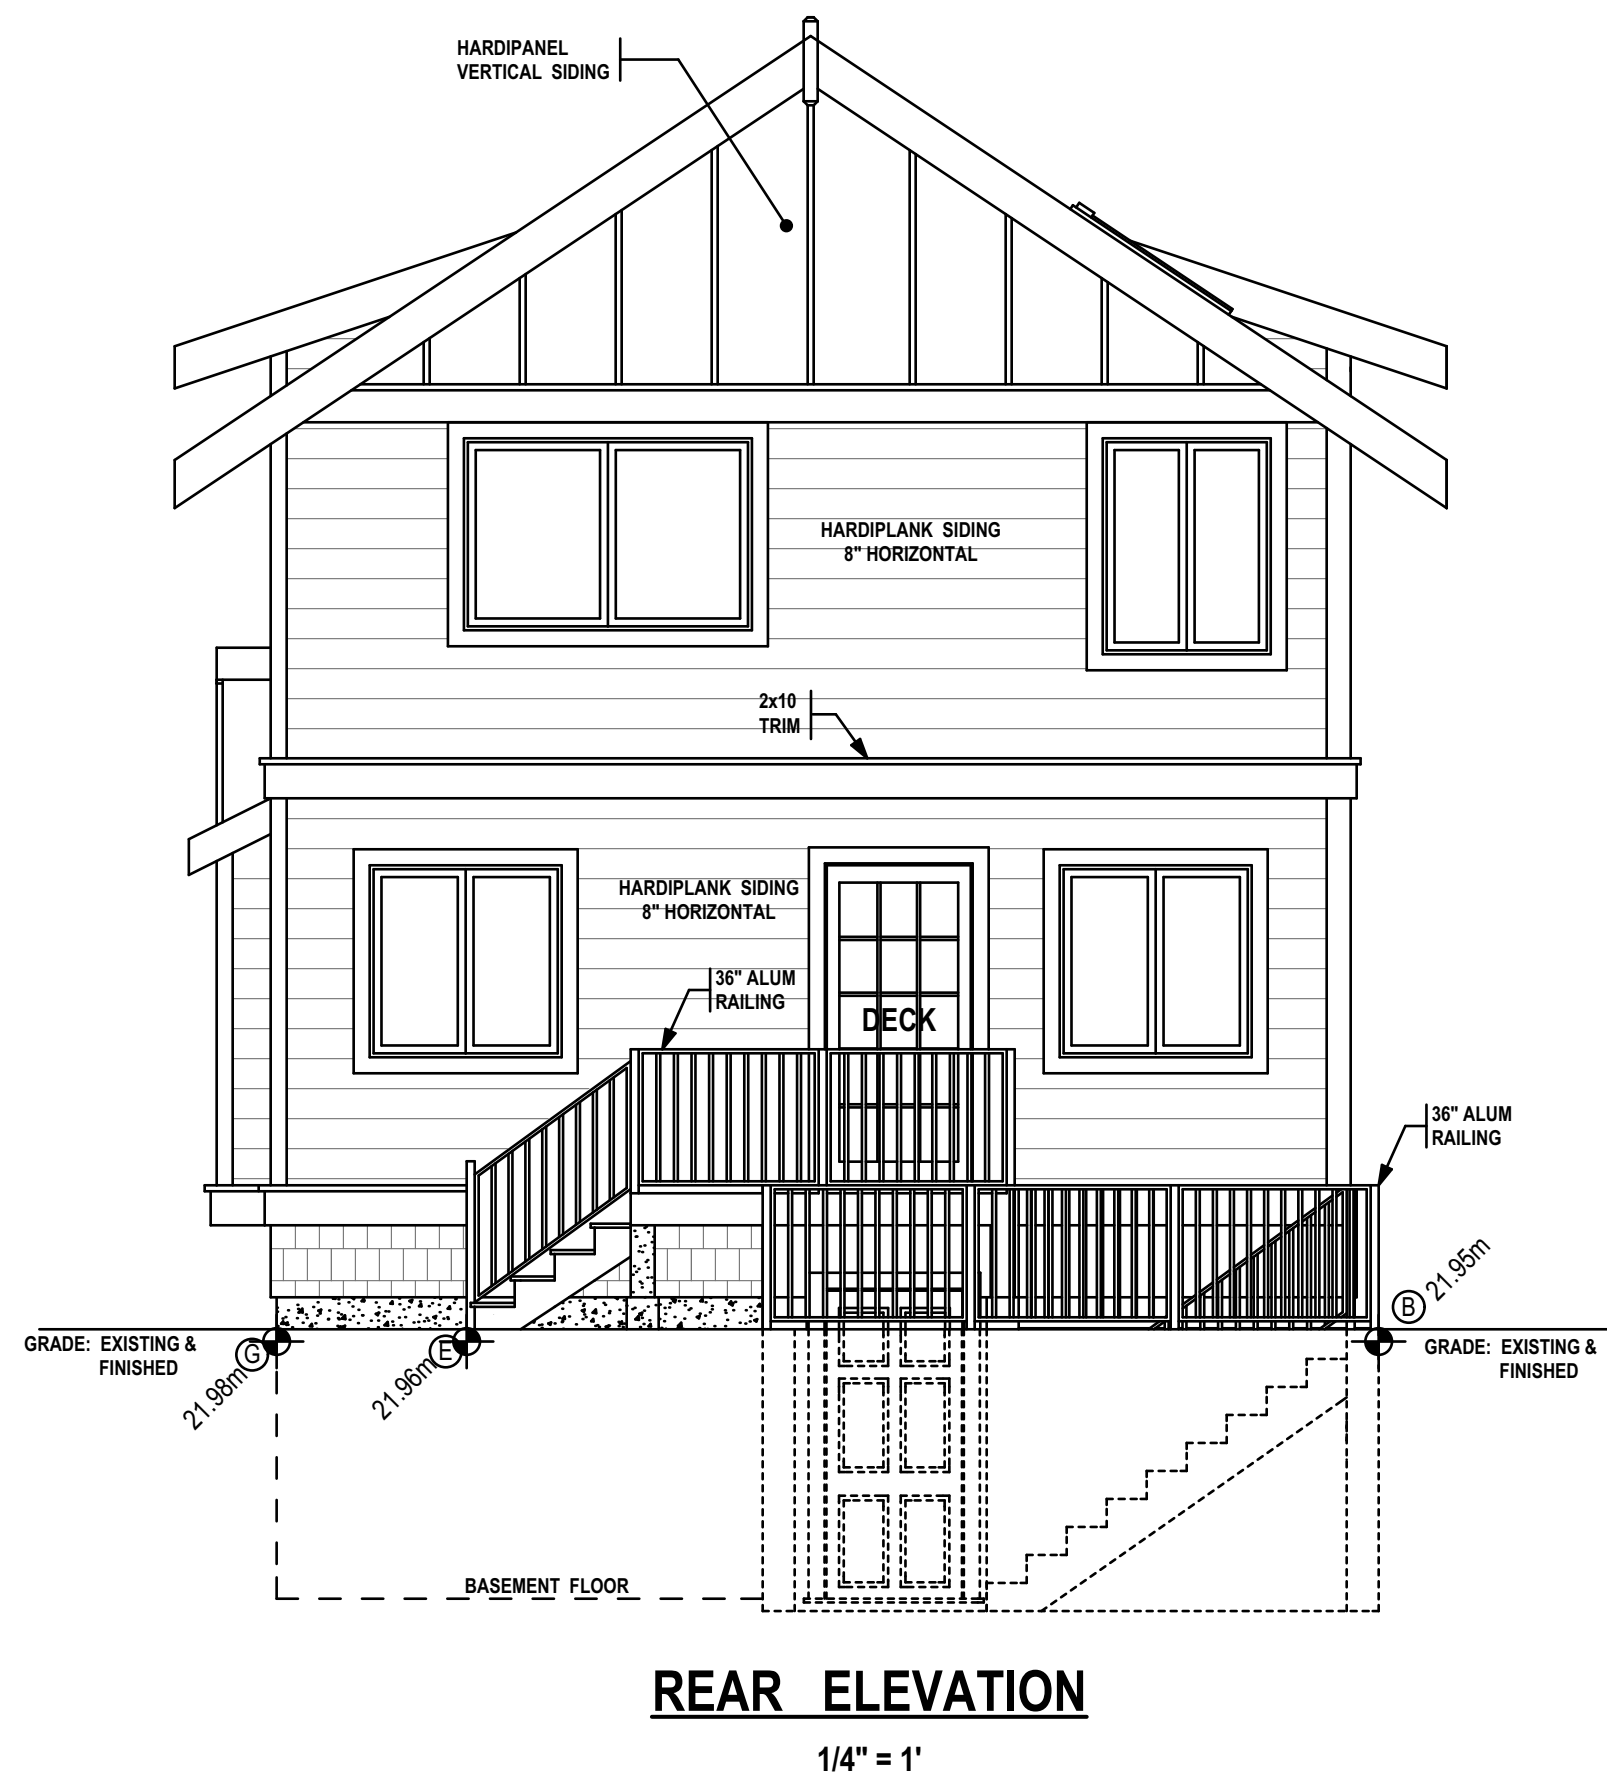 HARDIPANEL
VERTICAL SIDING
HARDIPLANK SIDING
8" HORIZONTAL
2x10
TRIM
HARDIPLANK SIDING
8" HORIZONTAL
36" ALUM
RAILING
DECK
36" ALUM
RAILING
B 21.95m
GRADE: EXISTING &
FINISHED
G
21.98m
E
21.96m
GRADE: EXISTING &
FINISHED
BASEMENT FLOOR
REAR ELEVATION
1/4" = 1'